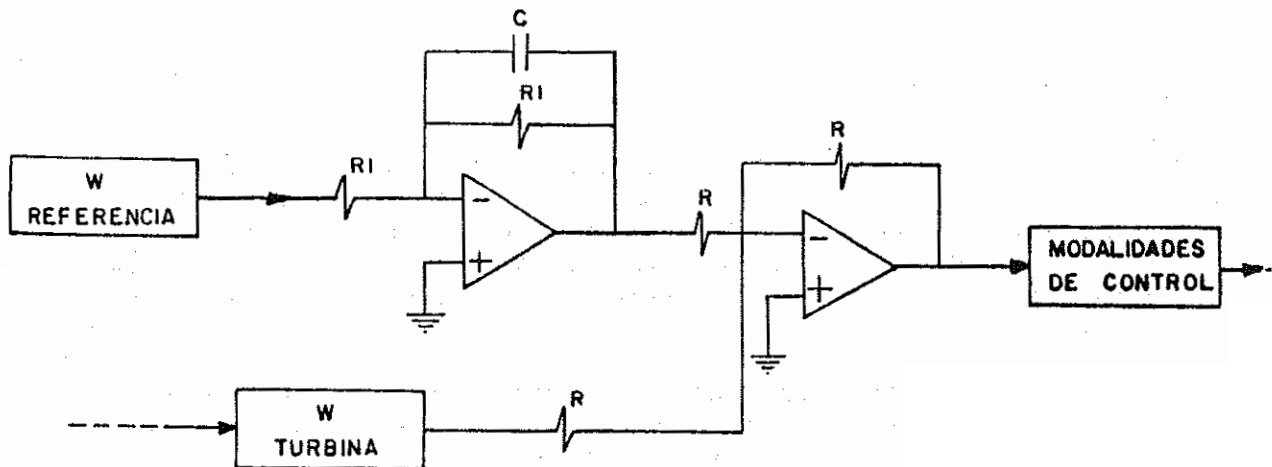 C
R1
W
REFERENCIA
R1
R
R
MODALIDADES
DE CONTROL
W
TURBINA
R